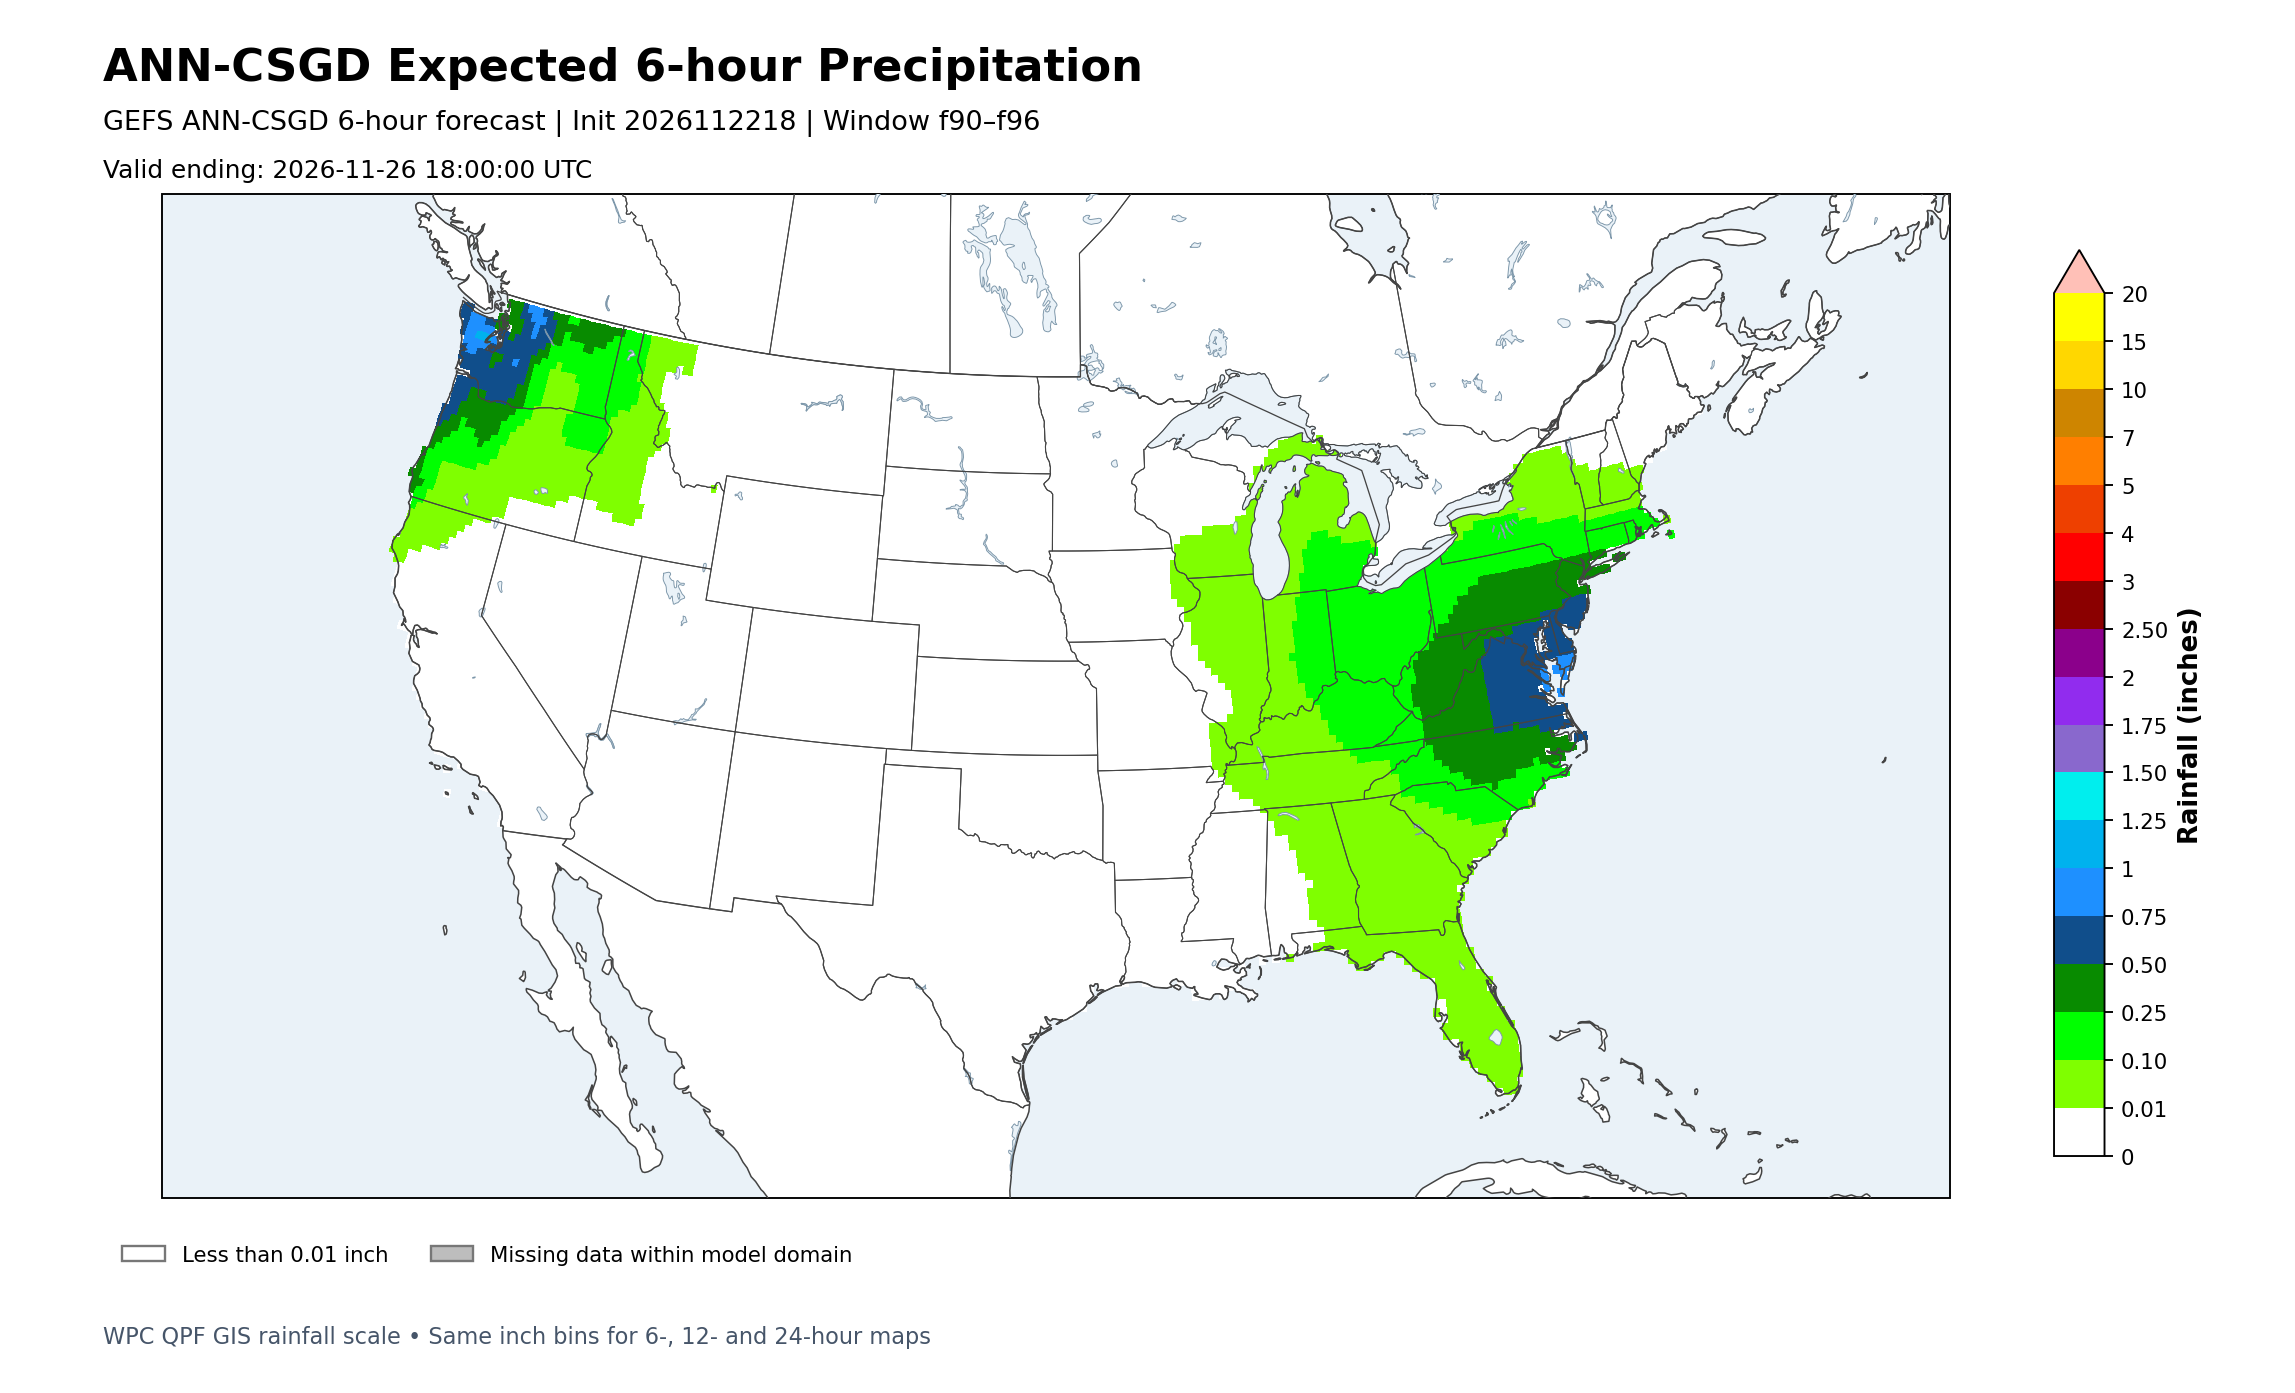 ANN-CSGD Expected 6-hour Precipitation
GEFS ANN-CSGD 6-hour forecast | Init 2026112218 | Window f90–f96
Valid ending: 2026-11-26 18:00:00 UTC
20
15
10
7
5
4
3
2.50
2
1.75
1.50
1.25
1
0.75
0.50
0.25
0.10
0.01
0
Rainfall (inches)
Less than 0.01 inch
Missing data within model domain
WPC QPF GIS rainfall scale • Same inch bins for 6-, 12- and 24-hour maps